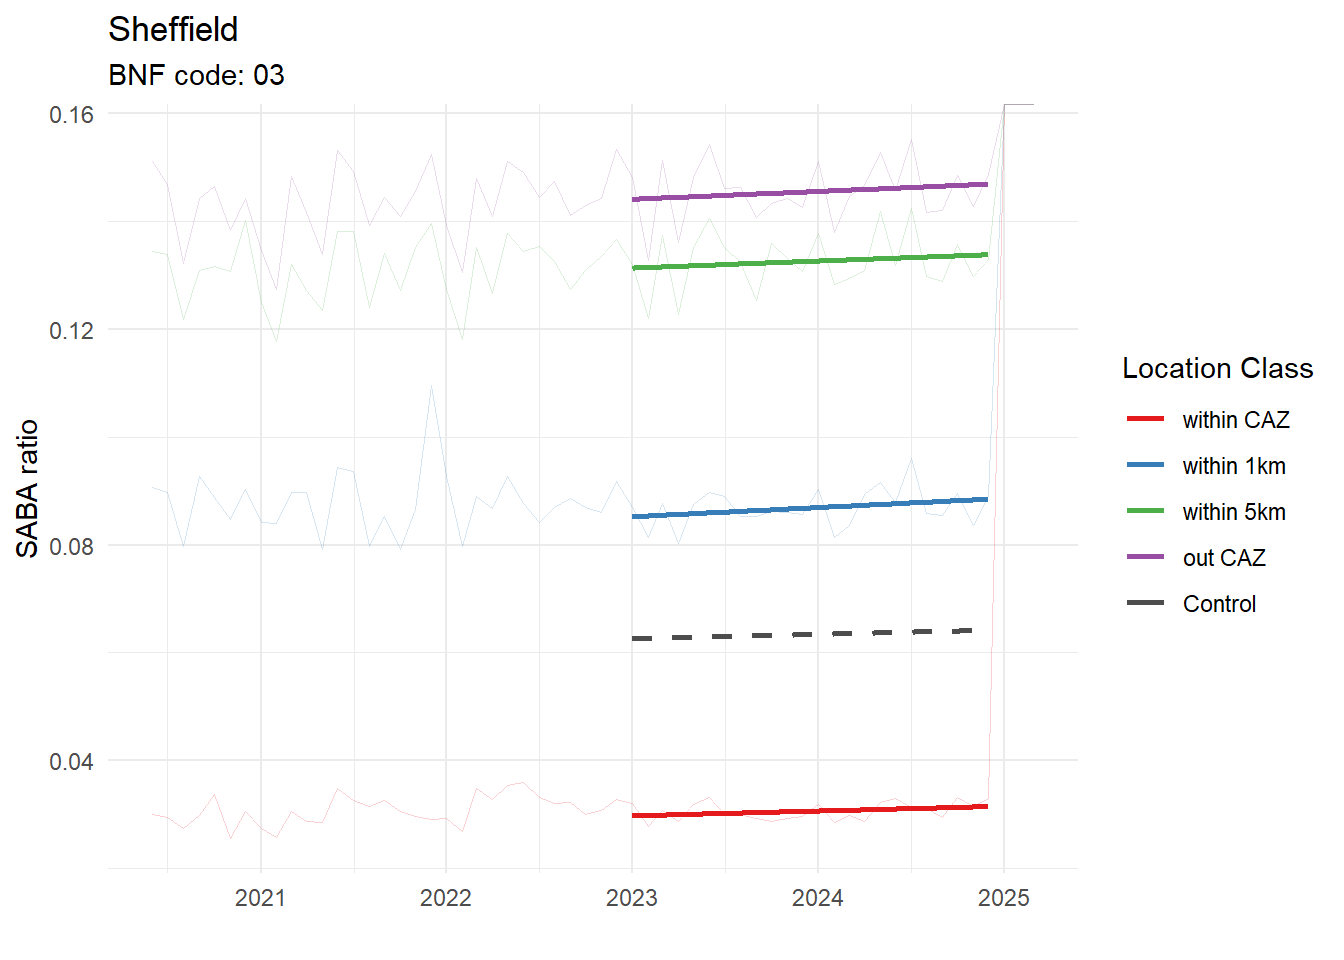 Sheffield
BNF code: 03
0.16
0.12
0.08
0.04
SABA ratio
2021
2022
2023
2024
2025
Location Class
within CAZ
within 1km
within 5km
out CAZ
Control